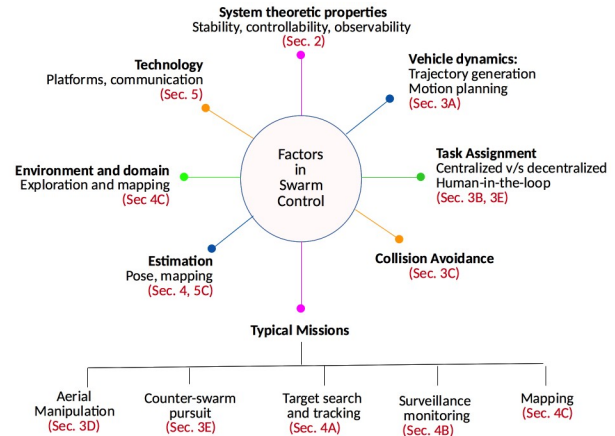 System theoretic properties
Stability, controllability, observability
(Sec. 2)
Technology
Platforms, communication
(Sec. 5)
Vehicle dynamics:
Trajectory generation
Motion planning
(Sec. 3A)
Environment and domain
Exploration and mapping
(Sec 4C)
Factors
in
Swarm
Control
Task Assignment
Centralized v/s decentralized
Human-in-the-loop
(Sec. 3B, 3E)
Estimation
Pose, mapping
(Sec. 4, 5C)
Collision Avoidance
(Sec. 3C)
Typical Missions
Aerial
Manipulation
(Sec. 3D)
Counter-swarm
pursuit
(Sec. 3E)
Target search
and tracking
(Sec. 4A)
Surveillance
monitoring
(Sec. 4B)
Mapping
(Sec. 4C)